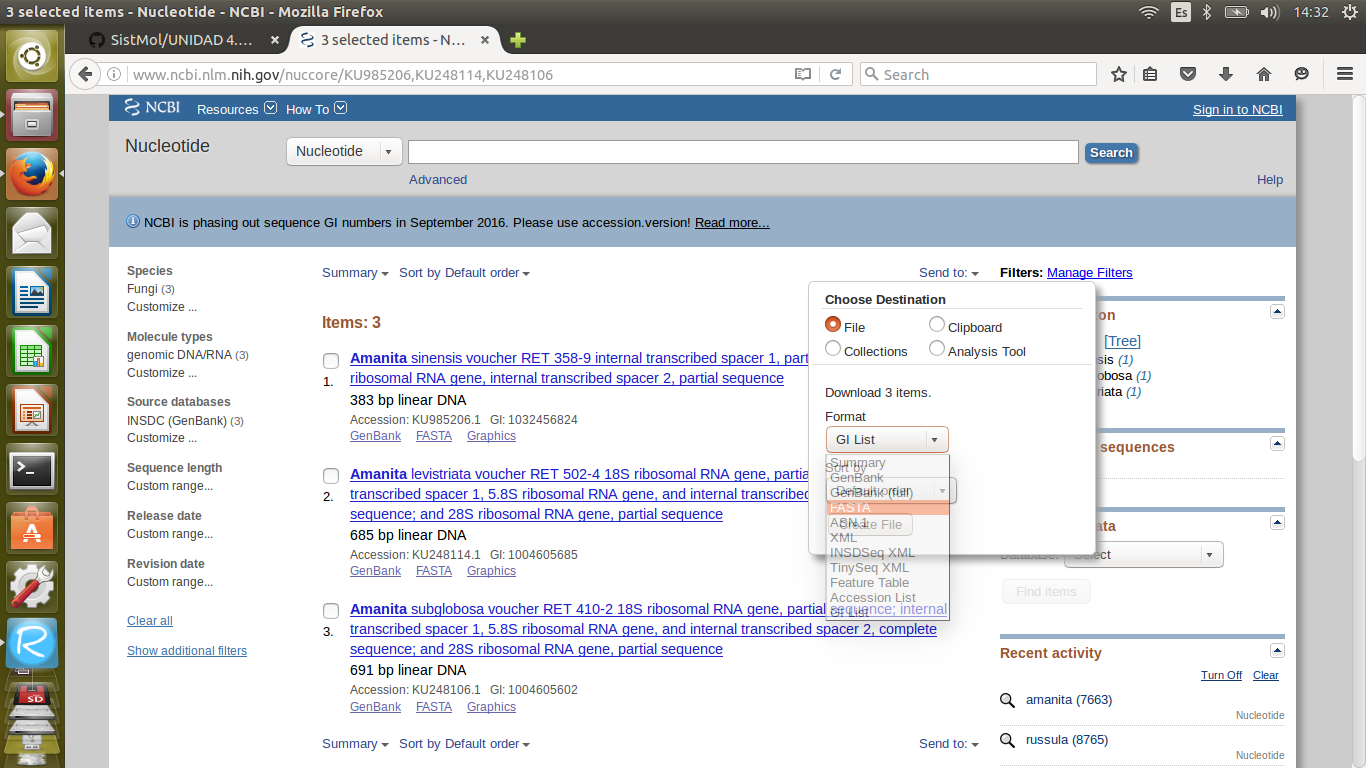 3 selected items - Nucleotide - NCBI - Mozilla Firefox
Es
14:32
SistMol/UNIDAD 4....
3 selected items - N...
www.ncbi.nlm.nih.gov/nuccore/KU985206,KU248114,KU248106
Search
NCBI
Resources
How To
Sign in to NCBI
Nucleotide
Nucleotide
Search
Advanced
Help
NCBI is phasing out sequence GI numbers in September 2016. Please use accession.version! Read more...
Species
Fungi (3)
Customize ...
Molecule types
genomic DNA/RNA (3)
Customize ...
Source databases
INSDC (GenBank) (3)
Customize ...
Sequence length
Custom range...
Release date
Custom range...
Revision date
Custom range...
Clear all
Show additional filters
Summary
Sort by Default order
Send to:
Items: 3
1.
Amanita sinensis voucher RET 358-9 internal transcribed spacer 1, part
ribosomal RNA gene, internal transcribed spacer 2, partial sequence
383 bp linear DNA
Accession: KU985206.1 GI: 1032456824
GenBank FASTA Graphics
2.
Amanita levistriata voucher RET 502-4 18S ribosomal RNA gene, partia
transcribed spacer 1, 5.8S ribosomal RNA gene, and internal transcribed
sequence; and 28S ribosomal RNA gene, partial sequence
685 bp linear DNA
Accession: KU248114.1 GI: 1004605685
GenBank FASTA Graphics
3.
Amanita subglobosa voucher RET 410-2 18S ribosomal RNA gene, partial sequence; internal
transcribed spacer 1, 5.8S ribosomal RNA gene, and internal transcribed spacer 2, complete
sequence; and 28S ribosomal RNA gene, partial sequence
691 bp linear DNA
Accession: KU248106.1 GI: 1004605602
GenBank FASTA Graphics
Summary
Sort by Default order
Send to:
Choose Destination
File
Clipboard
Collections
Analysis Tool
Download 3 items.
Format
GI List
Summary
Sort by
GenBank
GenBank (full)
Default order
FASTA
ASN.1
Create File
XML
INSDSeq XML
TinySeq XML
Feature Table
Accession List
GI List
Filters: Manage Filters
on
[Tree]
sis (1)
obosa (1)
riata (1)
sequences
ata
Database: Select
Find items
Recent activity
Turn Off Clear
amanita (7663)
Nucleotide
russula (8765)
Nucleotide
SD